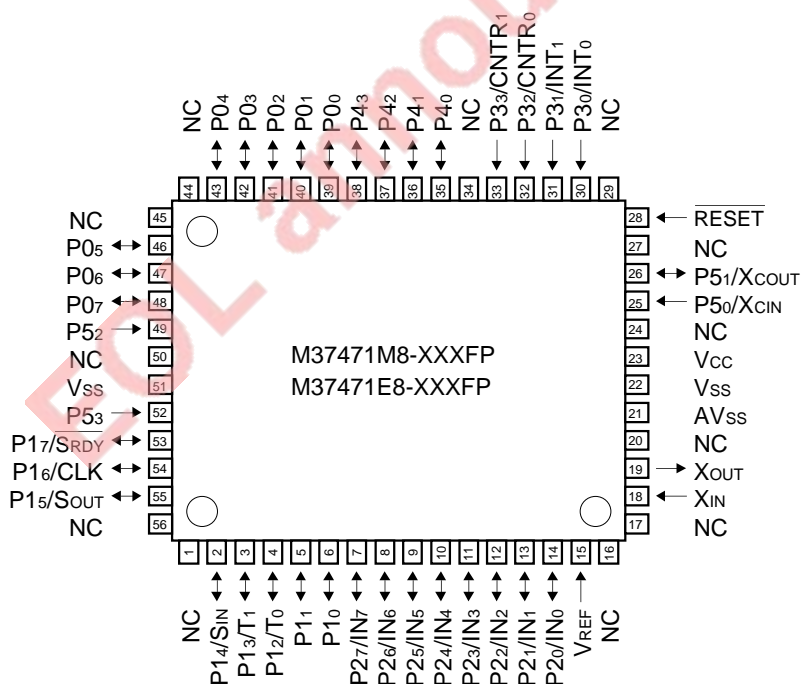 EOL annou
NC
P04
P03
P02
P01
P00
P43
P42
P41
P40
NC
P33/CNTR1
P32/CNTR0
P31/INT1
P30/INT0
NC
44
43
42
41
40
39
38
37
36
35
34
33
32
31
30
29
NC 45
P05 46
P06 47
P07 48
P52 49
NC 50
VSS 51
P53 52
P17/SRDY 53
P16/CLK 54
P15/SOUT 55
NC 56
M37471M8-XXXFP
M37471E8-XXXFP
28 RESET
27 NC
26 P51/XCOUT
25 P50/XCIN
24 NC
23 VCC
22 VSS
21 AVSS
20 NC
19 XOUT
18 XIN
17 NC
1
2
3
4
5
6
7
8
9
10
11
12
13
14
15
16
NC
P14/SIN
P13/T1
P12/T0
P11
P10
P27/IN7
P26/IN6
P25/IN5
P24/IN4
P23/IN3
P22/IN2
P21/IN1
P20/IN0
VREF
NC